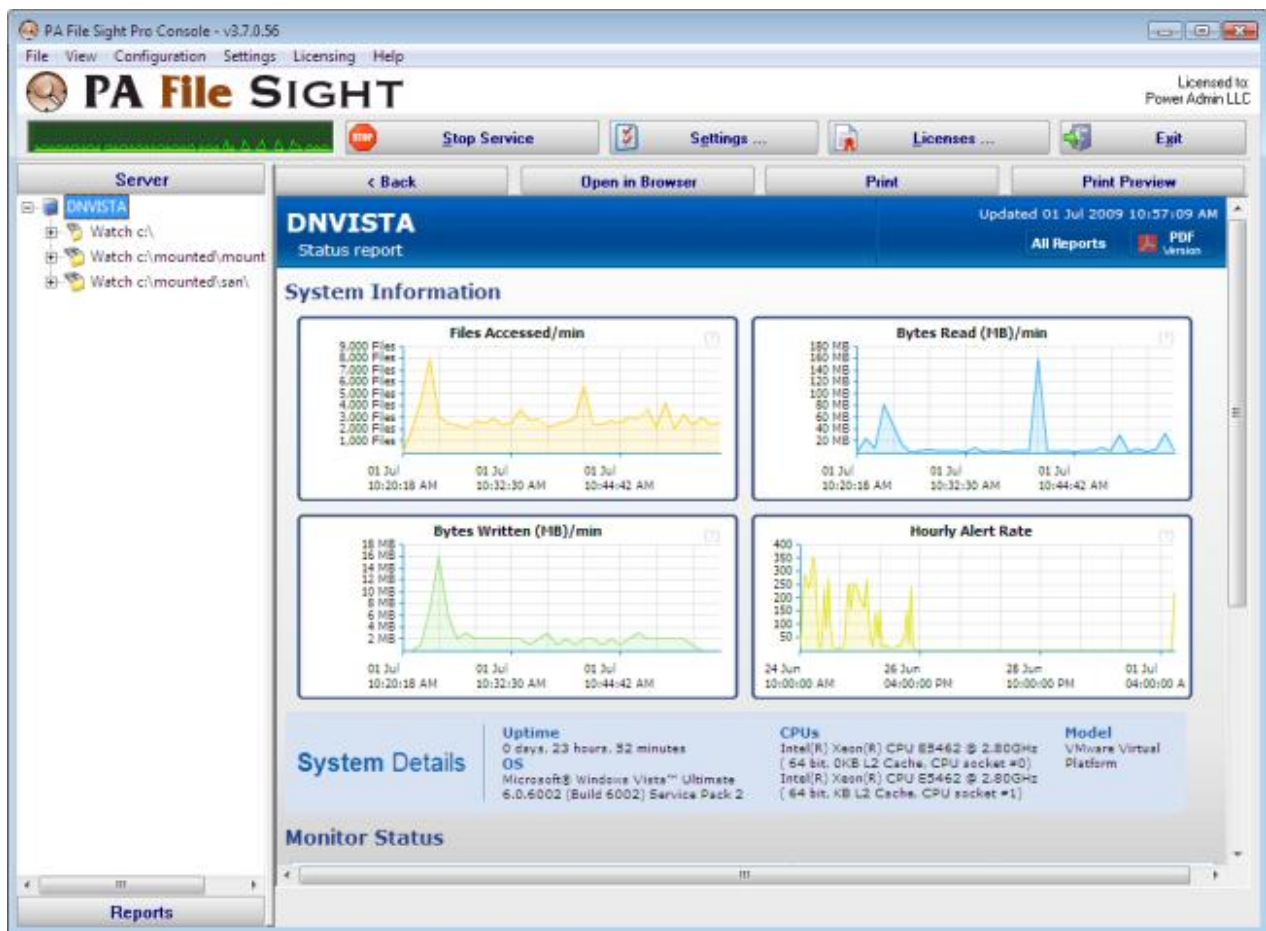 PA File Sight Pro Console - v3.7.0.56
File View Configuration Settings Licensing Help
PA File SIGHT
Licensed to:
Power Admin LLC
STOP
Stop Service
Settings ...
Licenses ...
Exit
Server
< Back
Open in Browser
Print
Print Preview
DNVISTA
Watch c:\
Watch c:\mounted\mount
Watch c:\mounted\san\
Reports
DNVISTA
Status report
Updated 01 Jul 2009 10:57:09 AM
All Reports
PDF
Version
System Information
Files Accessed/min
(?)
9,000 Files
8,000 Files
7,000 Files
6,000 Files
5,000 Files
4,000 Files
3,000 Files
2,000 Files
1,000 Files
01 Jul 01 Jul 01 Jul
10:20:18 AM 10:32:30 AM 10:44:42 AM
Bytes Read (MB)/min
(?)
180 MB
160 MB
140 MB
120 MB
100 MB
80 MB
60 MB
40 MB
20 MB
01 Jul 01 Jul 01 Jul
10:20:18 AM 10:32:30 AM 10:44:42 AM
Bytes Written (MB)/min
(?)
18 MB
16 MB
14 MB
12 MB
10 MB
8 MB
6 MB
4 MB
2 MB
01 Jul 01 Jul 01 Jul
10:20:18 AM 10:32:30 AM 10:44:42 AM
Hourly Alert Rate
(?)
400
350
300
250
200
150
100
50
24 Jun 26 Jun 28 Jun 01 Jul
10:00:00 AM 04:00:00 PM 10:00:00 PM 04:00:00 A
System Details
Uptime
0 days, 23 hours, 52 minutes
OS
Microsoft® Windows Vista™ Ultimate
6.0.6002 (Build 6002) Service Pack 2
CPUs
Intel(R) Xeon(R) CPU E5462 @ 2.80GHz
( 64 bit, 0KB L2 Cache, CPU socket #0)
Intel(R) Xeon(R) CPU E5462 @ 2.80GHz
( 64 bit, KB L2 Cache, CPU socket #1)
Model
VMware Virtual
Platform
Monitor Status